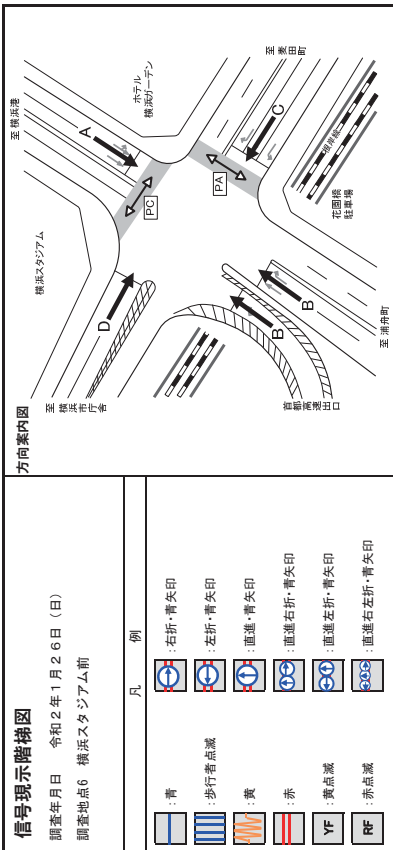 信号現示階梯図
調査年月日　令和2年1月26日（日）
調査地点6　横浜スタジアム前
凡　例
：青
：歩行者点滅
：黄
：赤
YF：黄点滅
RF：赤点滅
：右折・青矢印
：左折・青矢印
：直進・青矢印
：直進右折・青矢印
：直進左折・青矢印
：直進右左折・青矢印
方向案内図
至 横浜港
横浜スタジアム
ホテル
横浜ガーデン
至 麦田町
A
PC
PA
C
D
B
B
根岸線
花園橋
駐車場
至 横浜市庁舎
首都高速出口
至 浦舟町